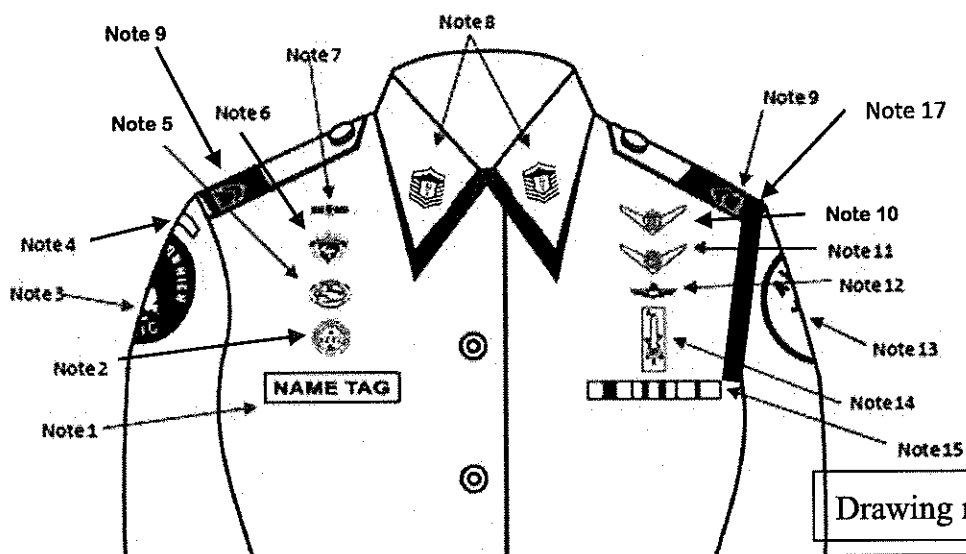 Note 8
Note 9
Note 7
Note 9
Note 6
Note 17
Note 5
Note 10
Note 4
Note 11
Note 12
Note 3
Note 13
Note 2
NAME TAG
Note 14
Note 1
Note 15
Drawing